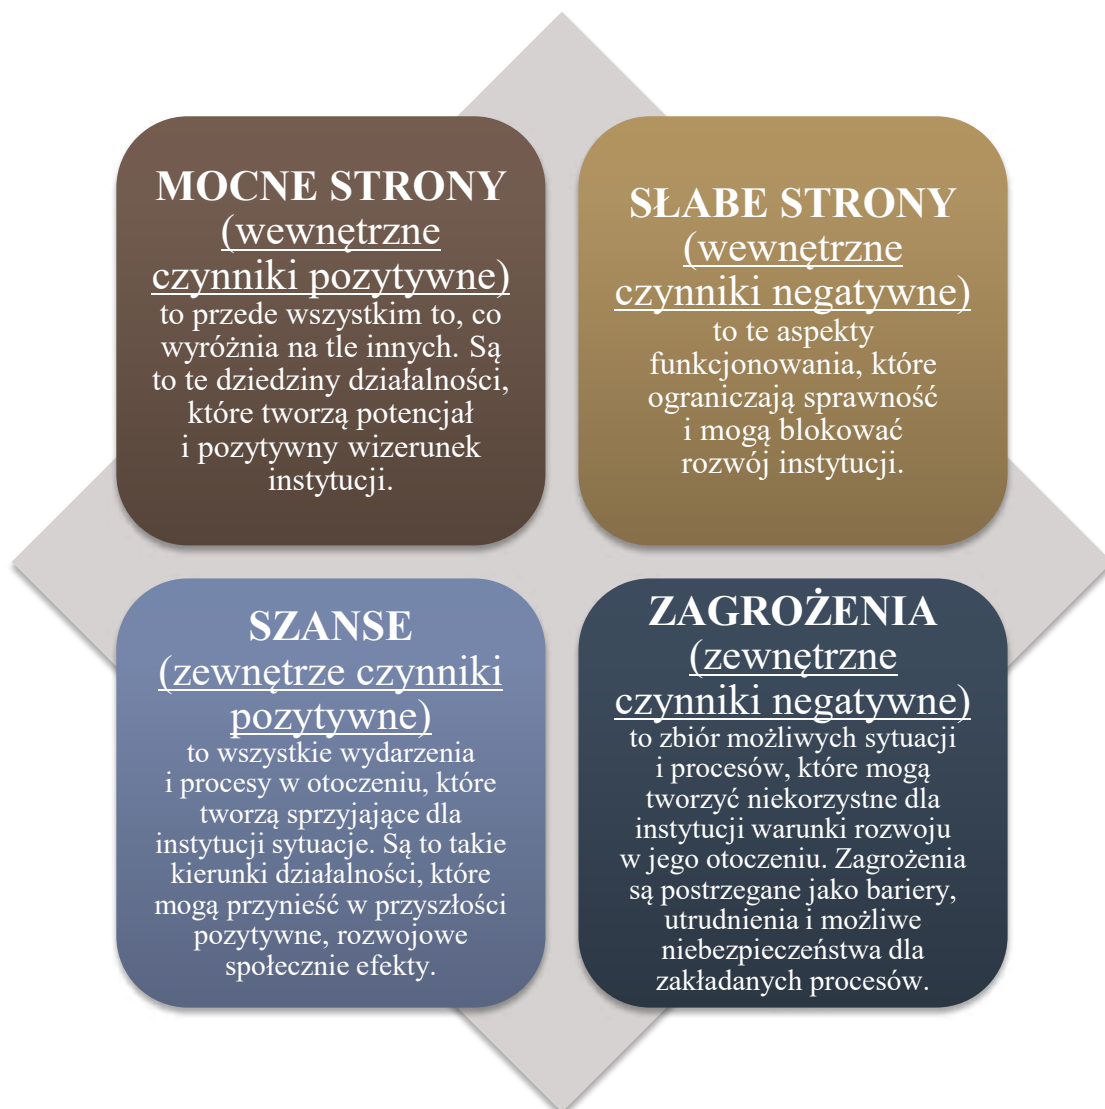 MOCNE STRONY
(wewnętrzne
czynniki pozytywne)
to przede wszystkim to, co
wyróżnia na tle innych. Są
to te dziedziny działalności,
które tworzą potencjał
i pozytywny wizerunek
instytucji.
SŁABE STRONY
(wewnętrzne
czynniki negatywne)
to te aspekty
funkcjonowania, które
ograniczają sprawność
i mogą blokować
rozwój instytucji.
SZANSE
(zewnętrze czynniki
pozytywne)
to wszystkie wydarzenia
i procesy w otoczeniu, które
tworzą sprzyjające dla
instytucji sytuacje. Są to takie
kierunki działalności, które
mogą przynieść w przyszłości
pozytywne, rozwojowe
społecznie efekty.
ZAGROŻENIA
(zewnętrzne
czynniki negatywne)
to zbiór możliwych sytuacji
i procesów, które mogą
tworzyć niekorzystne dla
instytucji warunki rozwoju
w jego otoczeniu. Zagrożenia
są postrzegane jako bariery,
utrudnienia i możliwe
niebezpieczeństwa dla
zakładanych procesów.